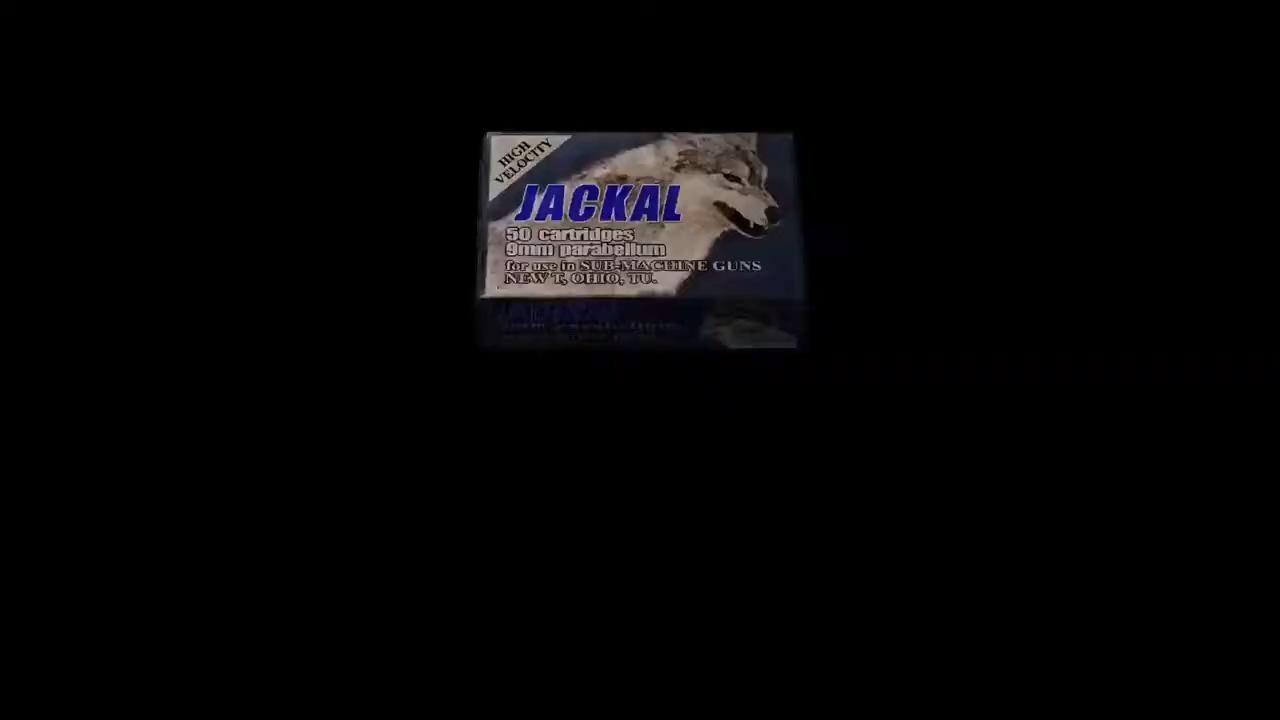 HIGH
VELOCITY
JACKAL
50 cartridges
9mm parabellum
for use in SUB-MACHINE GUNS
NEW T, OHIO, TU.